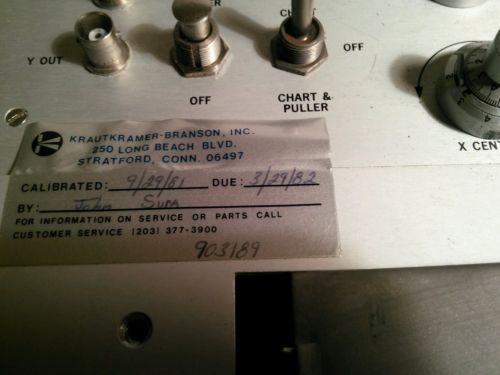 Y OUT
OFF
CHART &
PULLER
OFF
X CENT
KRAUTKRAMER-BRANSON, INC.
250 LONG BEACH BLVD.
STRATFORD, CONN. 06497
CALIBRATED: 9/29/81 DUE: 3/29/82
BY: John
FOR INFORMATION ON SERVICE OR PARTS CALL
CUSTOMER SERVICE (203) 377-3900
903189